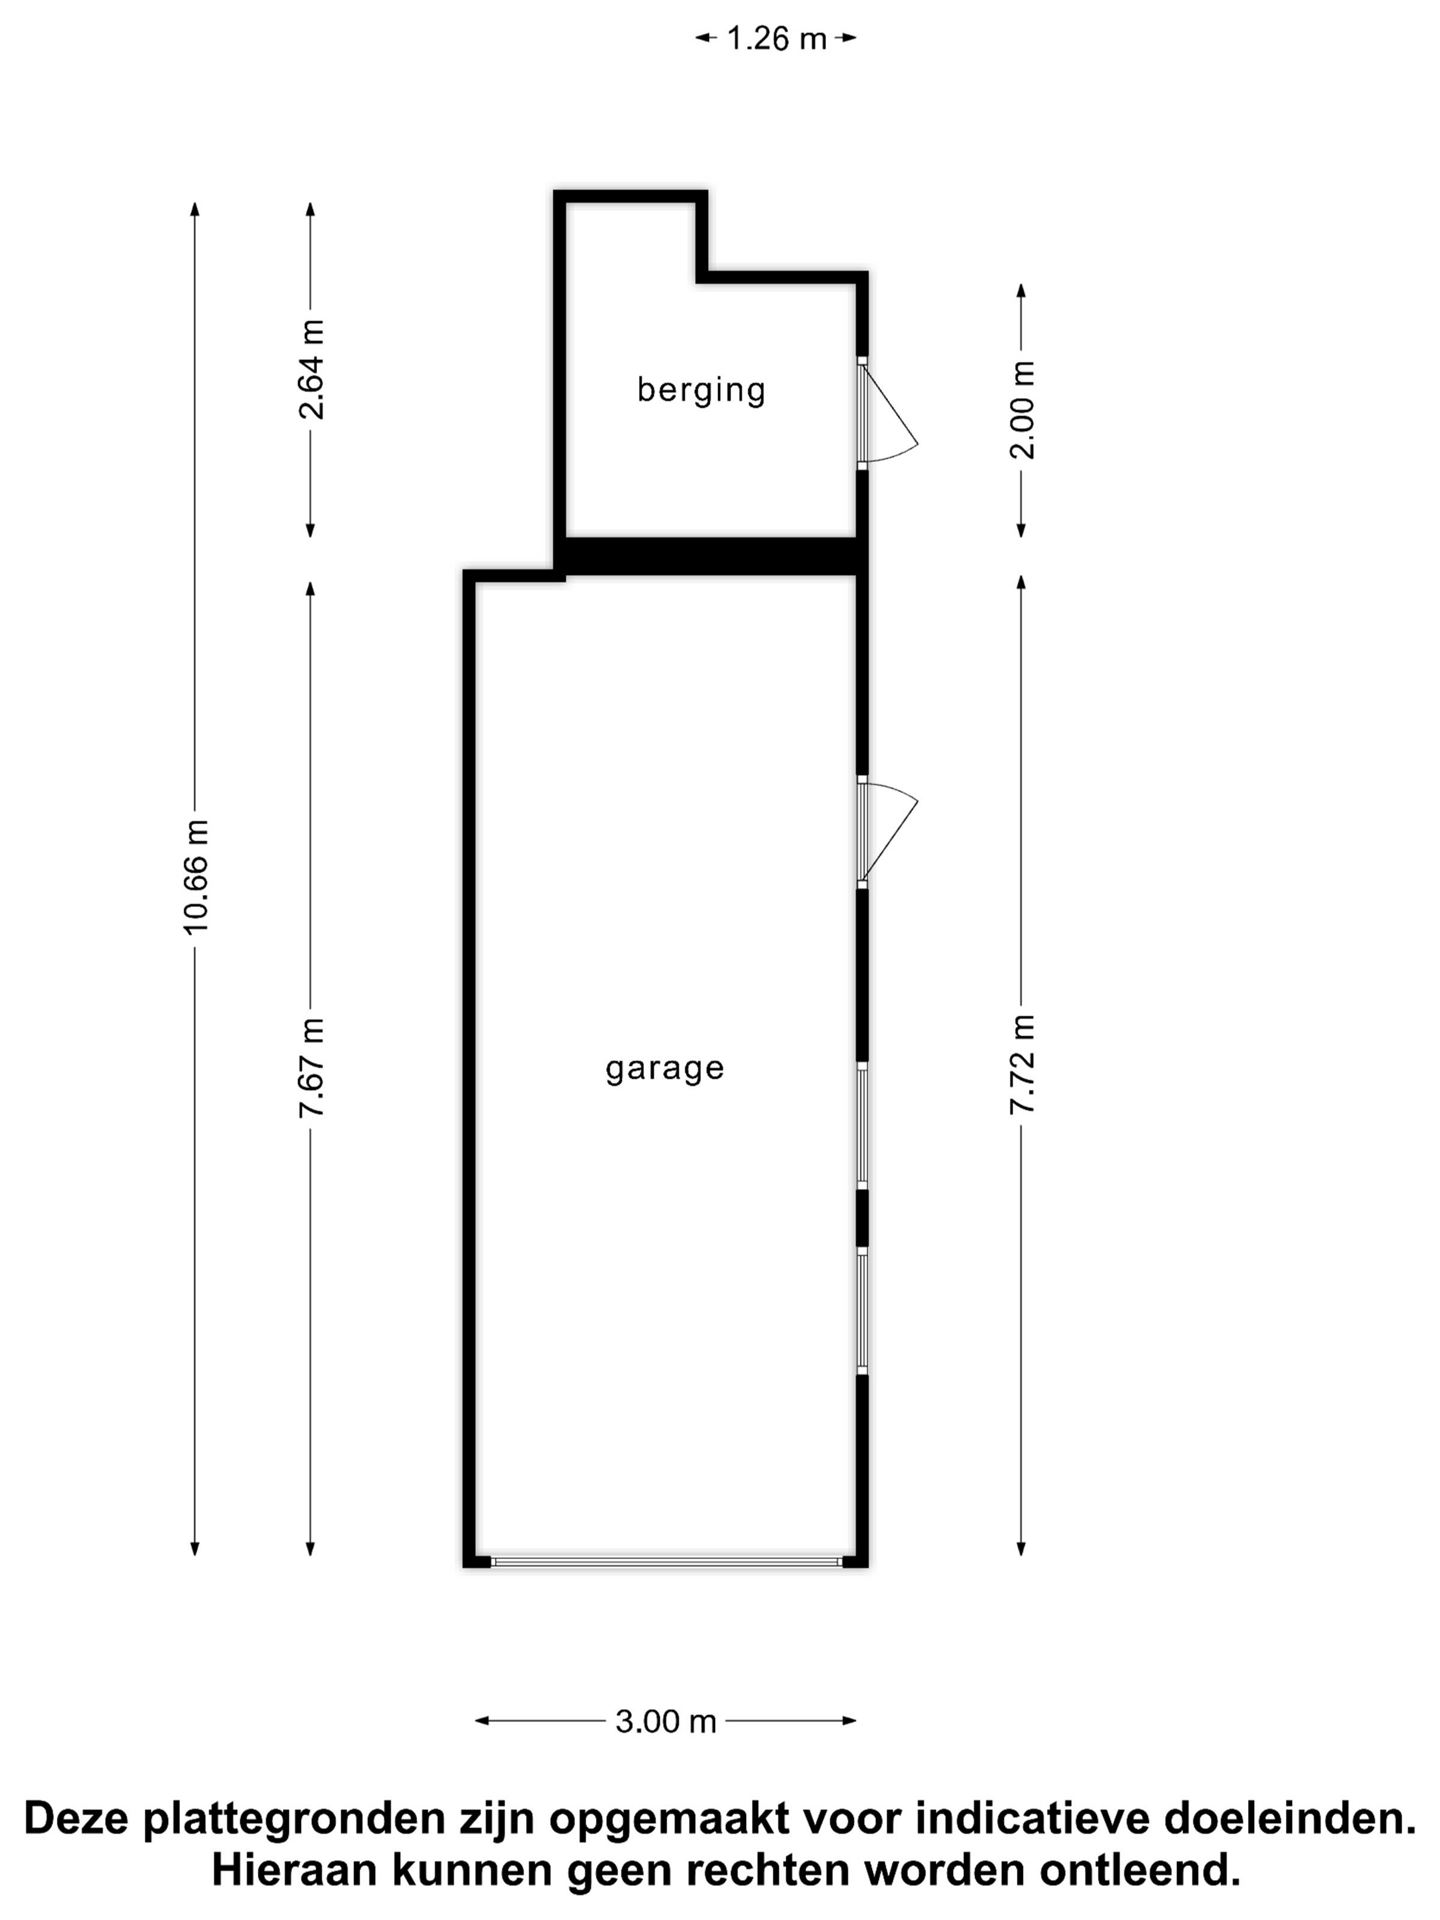 1.26 m
2.64 m
berging
2.00 m
10.66 m
garage
7.67 m
7.72 m
3.00 m
Deze plattegronden zijn opgemaakt voor indicatieve doeleinden.
Hieraan kunnen geen rechten worden ontleend.